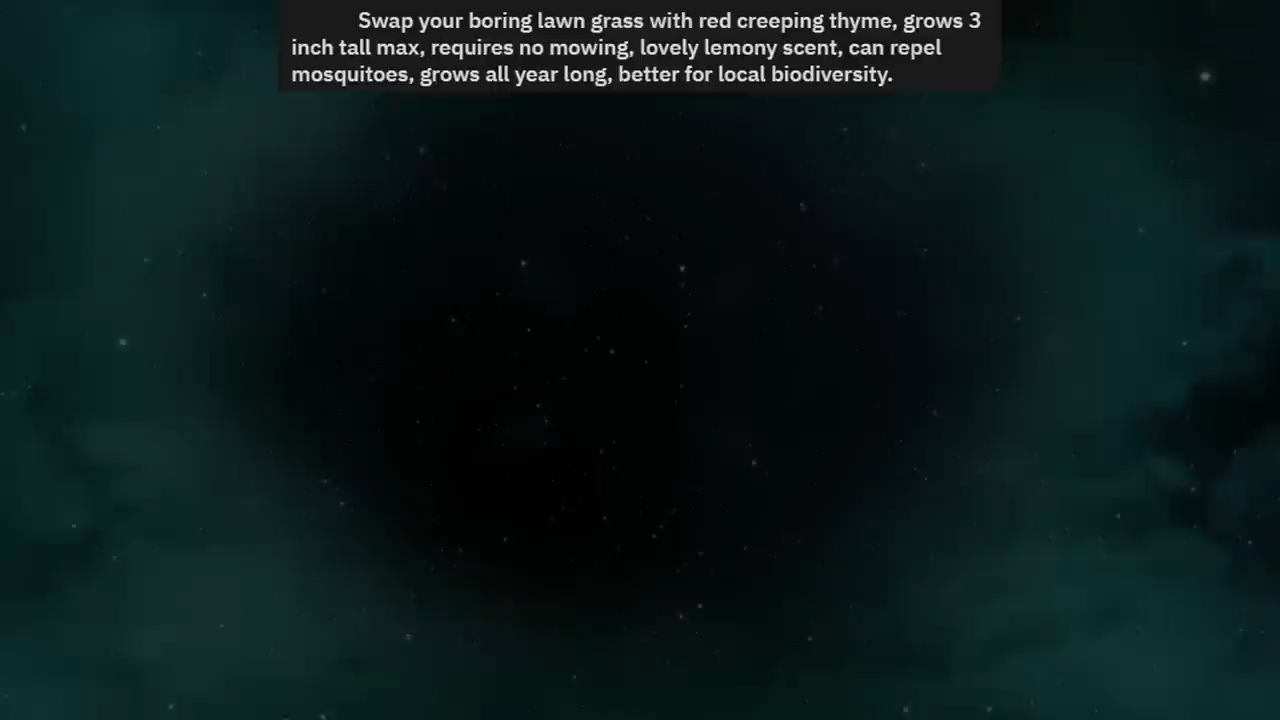 Swap your boring lawn grass with red creeping thyme, grows 3
inch tall max, requires no mowing, lovely lemony scent, can repel
mosquitoes, grows all year long, better for local biodiversity.